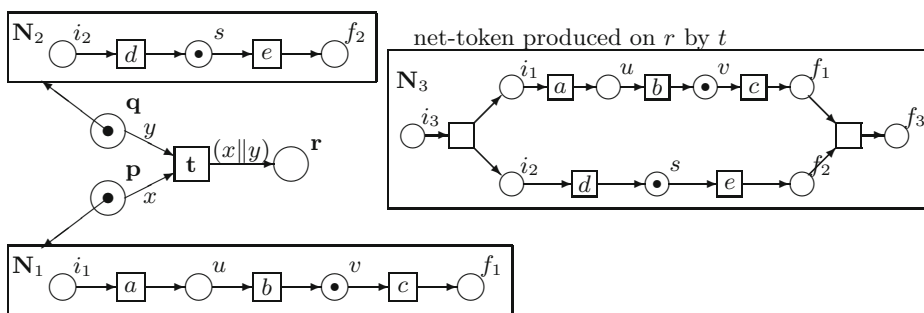 N₂ i₂ d s e f₂
net-token produced on r by t
N₃ i₁ a u b v c f₁
q
y
i₃ f₃
t (x∥y) r
p
x
i₂ d s e f₂
N₁ i₁ a u b v c f₁